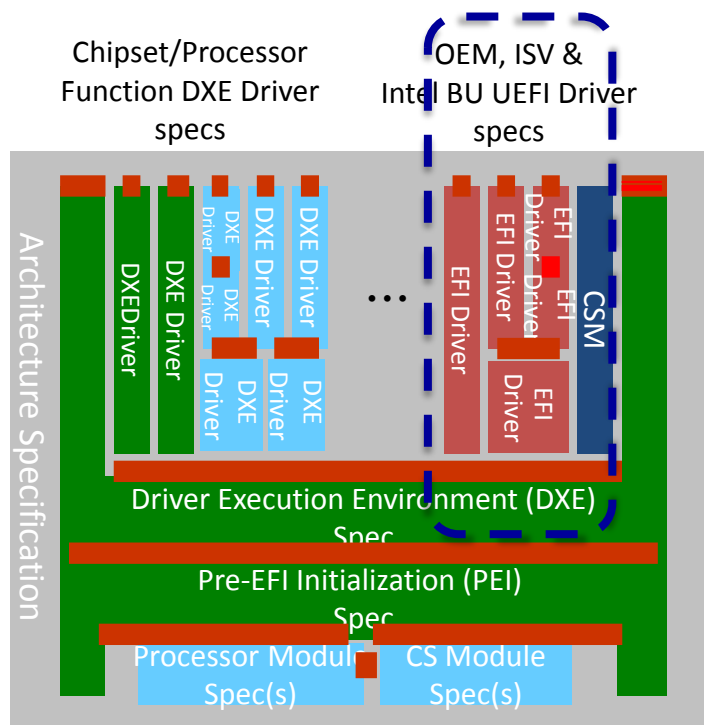 Chipset/Processor
Function DXE Driver
specs
OEM, ISV &
Intel BU UEFI Driver
specs
Architecture Specification
DXEDriver
DXE Driver
DXE
Driver
DXE
Driver
DXE Driver
DXE Driver
DXE
Driver
DXE
Driver
...
EFI Driver
EFI Driver
EFI
Driver
EFI
Driver
EFI
Driver
CSM
Driver Execution Environment (DXE)
Spec
Pre-EFI Initialization (PEI)
Spec
Processor Module
Spec(s)
CS Module
Spec(s)